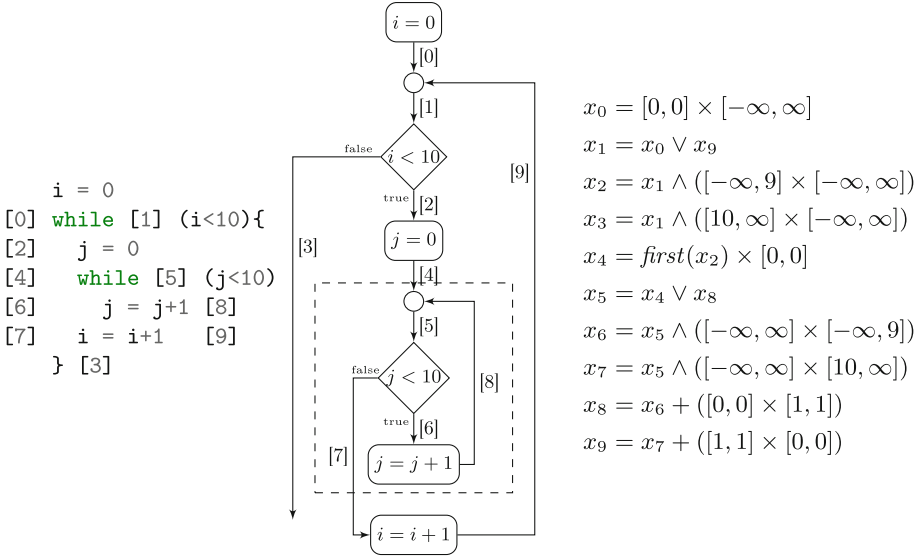 i = 0
[0] while [1] (i<10){
[2] j = 0
[4] while [5] (j<10)
[6] j = j+1 [8]
[7] i = i+1 [9]
} [3]
i = 0
[0]
[1]
false
i < 10
[9]
true
[2]
[3]
j = 0
[4]
[5]
false
j < 10
[8]
true
[6]
[7]
j = j + 1
i = i + 1
x₀ = [0, 0] × [−∞, ∞]
x₁ = x₀ ∨ x₉
x₂ = x₁ ∧ ([−∞, 9] × [−∞, ∞])
x₃ = x₁ ∧ ([10, ∞] × [−∞, ∞])
x₄ = first(x₂) × [0, 0]
x₅ = x₄ ∨ x₈
x₆ = x₅ ∧ ([−∞, ∞] × [−∞, 9])
x₇ = x₅ ∧ ([−∞, ∞] × [10, ∞])
x₈ = x₆ + ([0, 0] × [1, 1])
x₉ = x₇ + ([1, 1] × [0, 0])